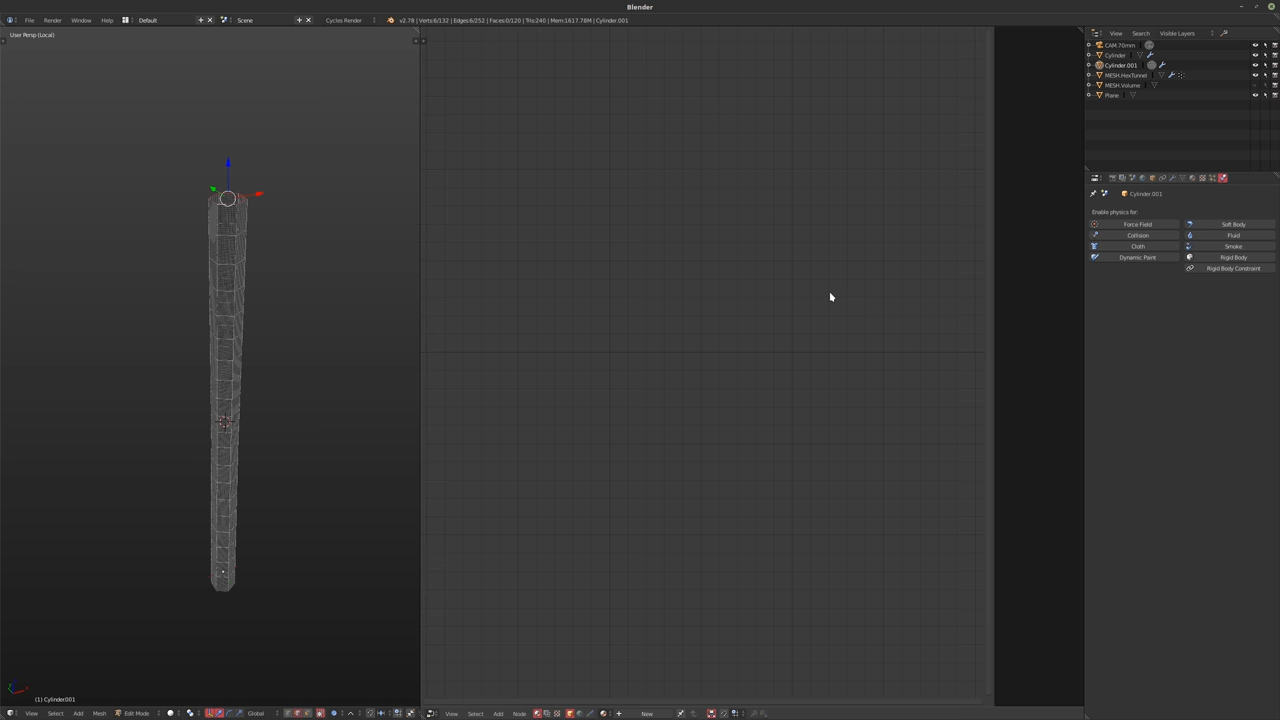 Blender
File Render Window Help Default Scene Cycles Render v2.78 | Verts:6/132 | Edges:6/252 | Faces:0/120 | Tris:240 | Mem:1617.78M | Cylinder.001
User Persp (Local)
View Search Visible Layers
CAM.70mm
Cylinder
Cylinder.001
MESH.HexTunnel
MESH.Volume
Plane
Cylinder.001
Enable physics for:
Force Field Soft Body
Collision Fluid
Cloth Smoke
Dynamic Paint Rigid Body
Rigid Body Constraint
(1) Cylinder.001
View Select Add Mesh Edit Mode Global
View Select Add Node New